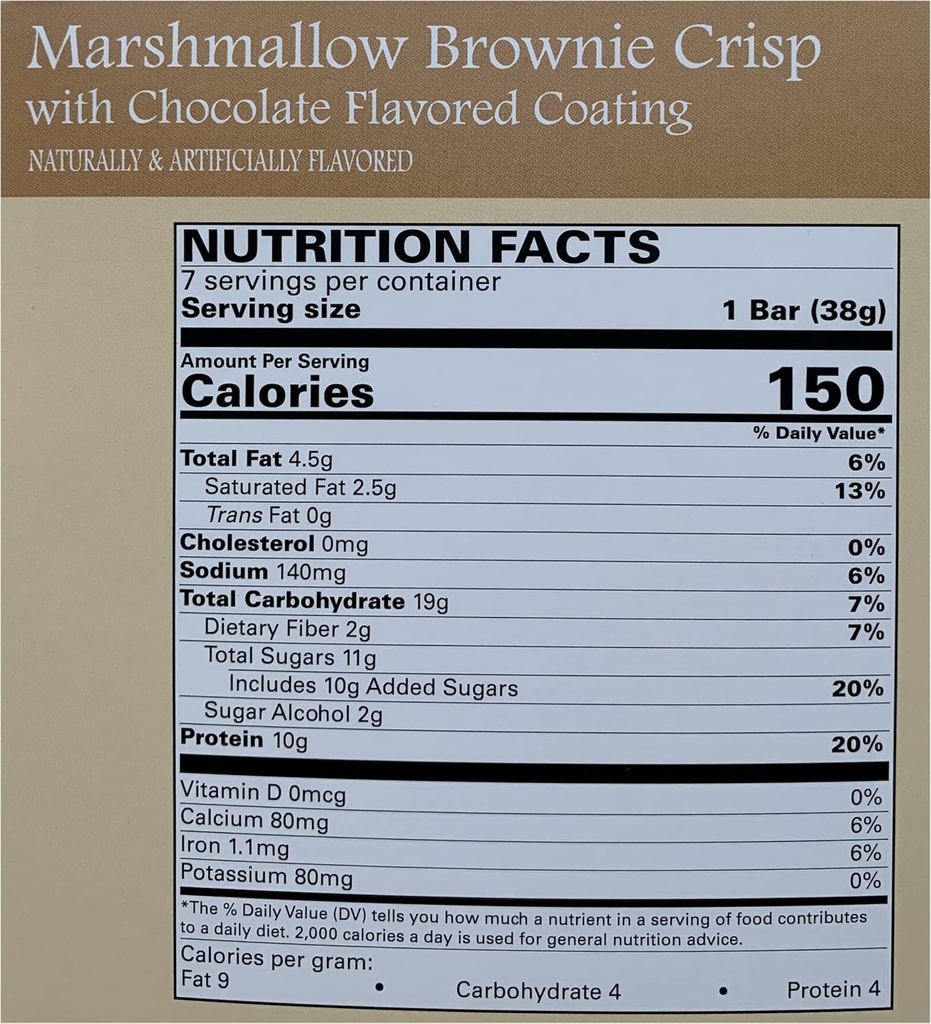 Marshmallow Brownie Crisp
with Chocolate Flavored Coating
NATURALLY & ARTIFICIALLY FLAVORED
NUTRITION FACTS
7 servings per container
Serving size 1 Bar (38g)
Amount Per Serving
Calories 150
% Daily Value*
Total Fat 4.5g 6%
Saturated Fat 2.5g 13%
Trans Fat 0g
Cholesterol 0mg 0%
Sodium 140mg 6%
Total Carbohydrate 19g 7%
Dietary Fiber 2g 7%
Total Sugars 11g
Includes 10g Added Sugars 20%
Sugar Alcohol 2g
Protein 10g 20%
Vitamin D 0mcg 0%
Calcium 80mg 6%
Iron 1.1mg 6%
Potassium 80mg 0%
*The % Daily Value (DV) tells you how much a nutrient in a serving of food contributes
to a daily diet. 2,000 calories a day is used for general nutrition advice.
Calories per gram:
Fat 9 • Carbohydrate 4 • Protein 4